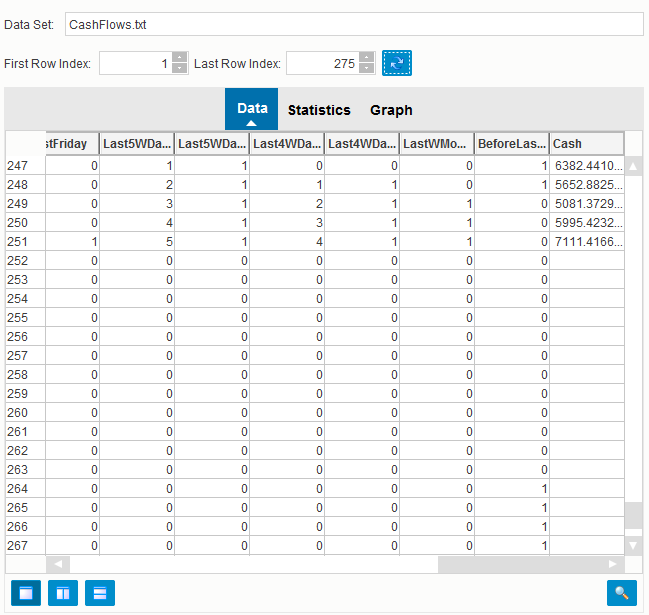 Data Set: CashFlows.txt
First Row Index: 1 Last Row Index: 275
Data Statistics Graph
stFriday Last5WDa... Last5WDa... Last4WDa... Last4WDa... LastWMo... BeforeLas... Cash
247 0 1 1 0 0 0 1 6382.4410...
248 0 2 1 1 1 0 1 5652.8825...
249 0 3 1 2 1 1 0 5081.3729...
250 0 4 1 3 1 1 0 5995.4232...
251 1 5 1 4 1 1 0 7111.4166...
252 0 0 0 0 0 0 0
253 0 0 0 0 0 0 0
254 0 0 0 0 0 0 0
255 0 0 0 0 0 0 0
256 0 0 0 0 0 0 0
257 0 0 0 0 0 0 0
258 0 0 0 0 0 0 0
259 0 0 0 0 0 0 0
260 0 0 0 0 0 0 0
261 0 0 0 0 0 0 0
262 0 0 0 0 0 0 0
263 0 0 0 0 0 0 0
264 0 0 0 0 0 0 1
265 0 0 0 0 0 0 1
266 0 0 0 0 0 0 1
267 0 0 0 0 0 0 1